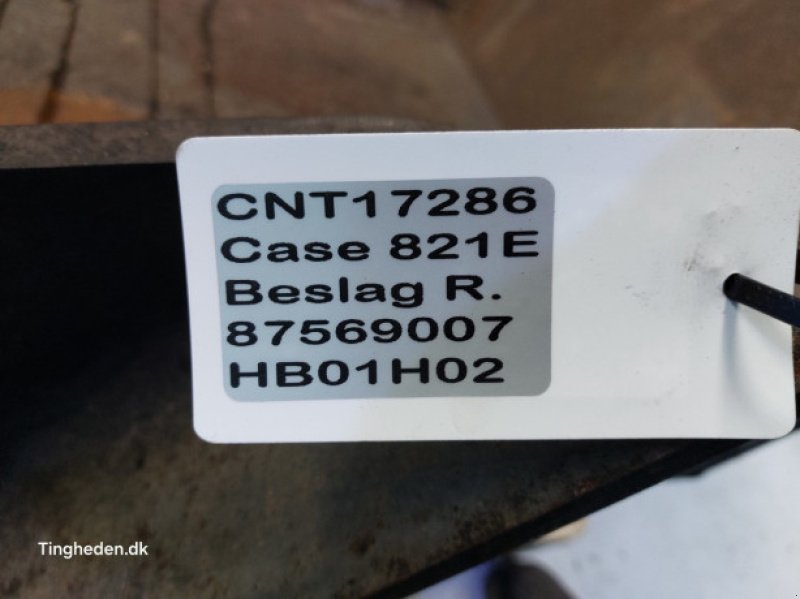 CNT17286
Case 821E
Beslag R.
87569007
HB01H02
Tingheden.dk